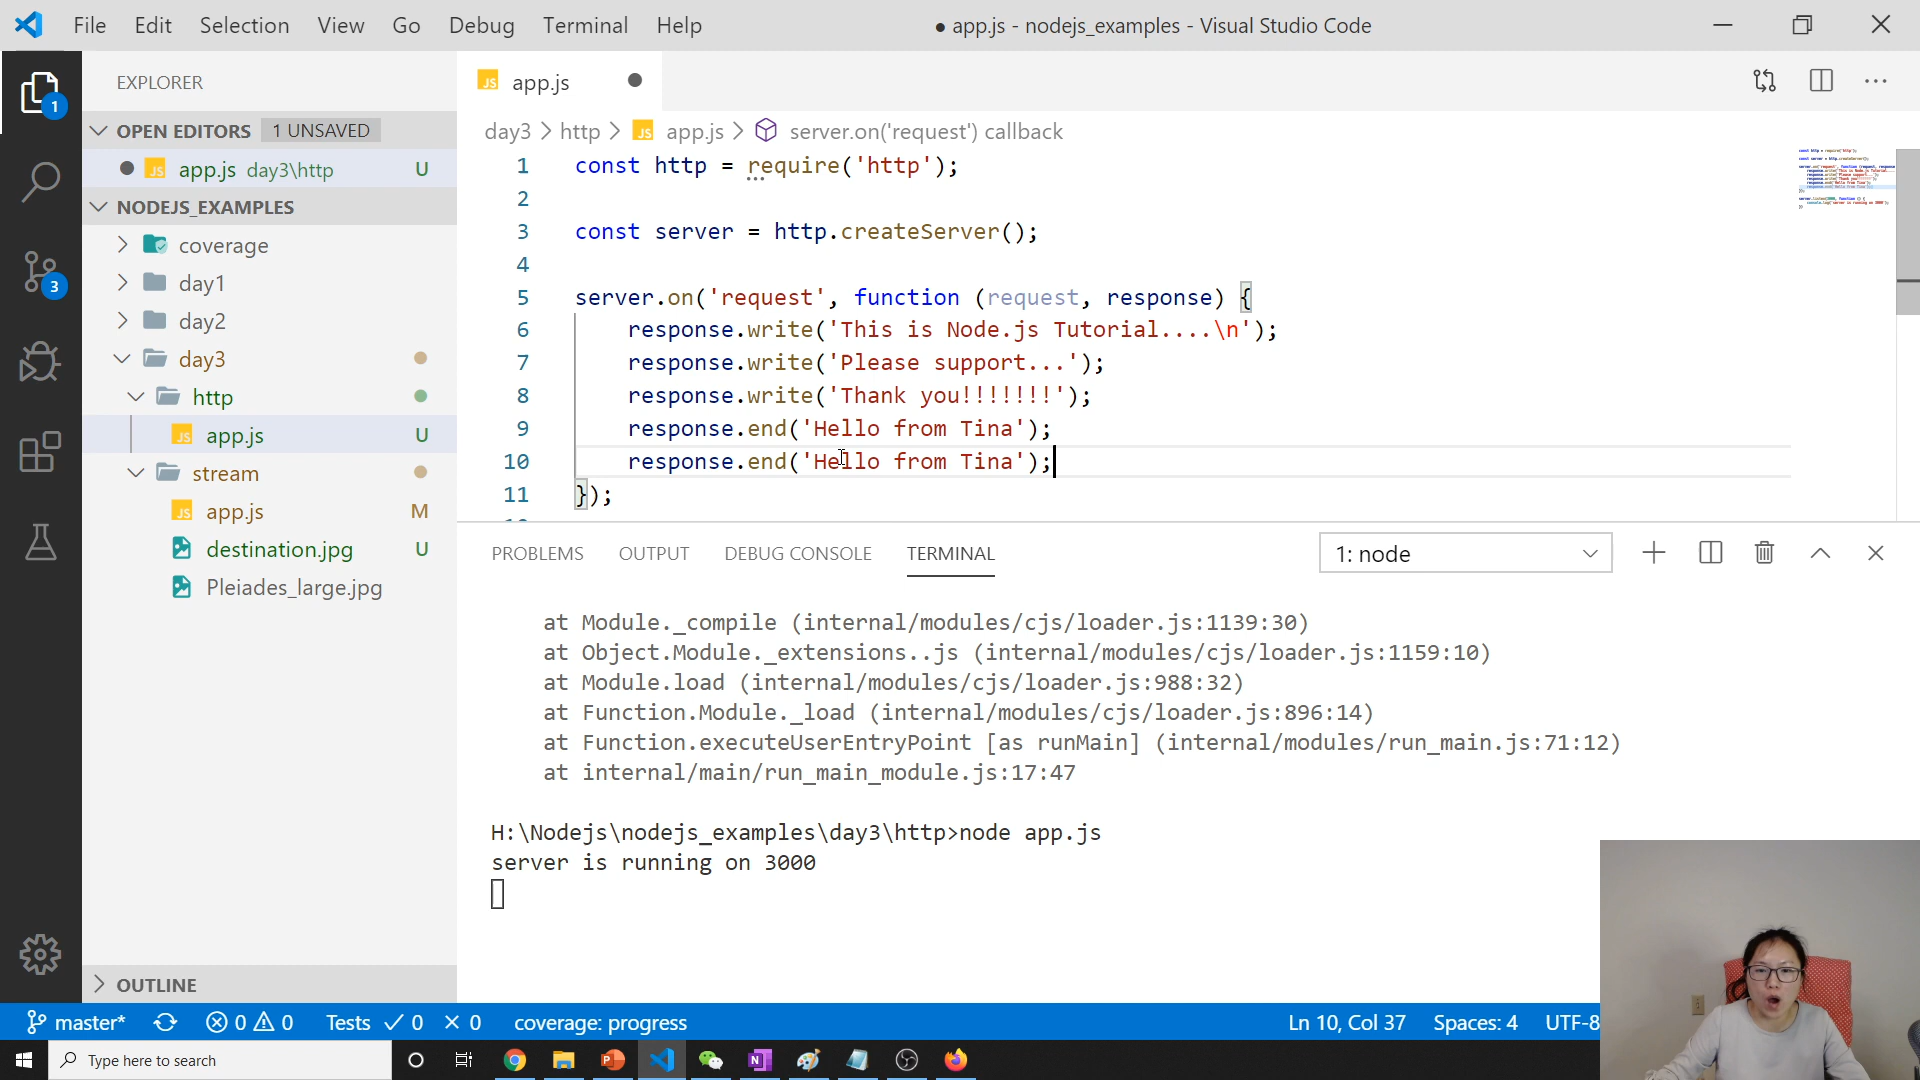 File Edit Selection View Go Debug Terminal Help
● app.js - nodejs_examples - Visual Studio Code
EXPLORER
OPEN EDITORS 1 UNSAVED
app.js day3\http U
NODEJS_EXAMPLES
coverage
day1
day2
day3
http
app.js U
stream
app.js M
destination.jpg U
Pleiades_large.jpg
OUTLINE
1
3
JS app.js
day3 > http > JS app.js > server.on('request') callback
1 const http = require('http');
2
3 const server = http.createServer();
4
5 server.on('request', function (request, response) {
6 response.write('This is Node.js Tutorial....\n');
7 response.write('Please support...');
8 response.write('Thank you!!!!!!!');
9 response.end('Hello from Tina');
10 response.end('Hello from Tina');
11 });
PROBLEMS OUTPUT DEBUG CONSOLE TERMINAL
1: node
at Module._compile (internal/modules/cjs/loader.js:1139:30)
at Object.Module._extensions..js (internal/modules/cjs/loader.js:1159:10)
at Module.load (internal/modules/cjs/loader.js:988:32)
at Function.Module._load (internal/modules/cjs/loader.js:896:14)
at Function.executeUserEntryPoint [as runMain] (internal/modules/run_main.js:71:12)
at internal/main/run_main_module.js:17:47
H:\Nodejs\nodejs_examples\day3\http>node app.js
server is running on 3000
master* 0 0 Tests 0 0 coverage: progress
Ln 10, Col 37 Spaces: 4 UTF-8
Type here to search